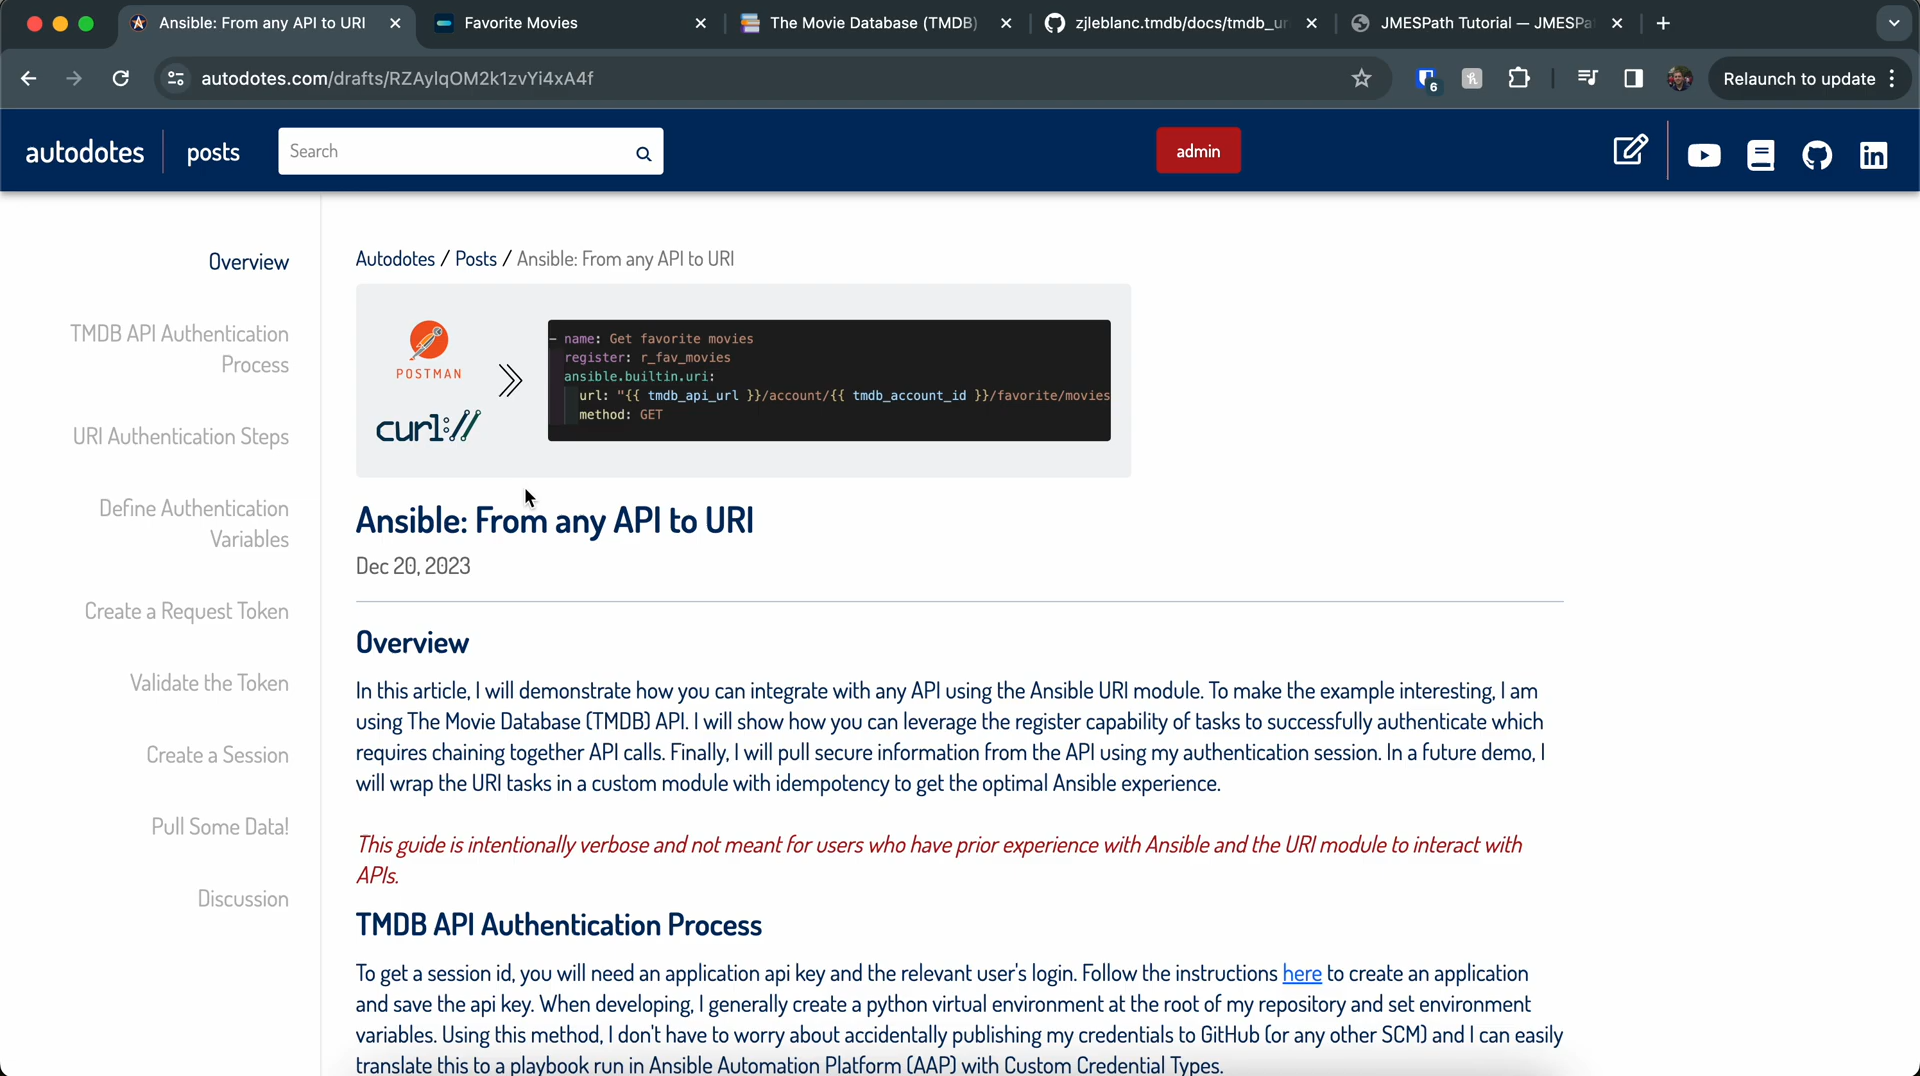 Ansible: From any API to URI
Favorite Movies
The Movie Database (TMDB)
zjleblanc.tmdb/docs/tmdb_
JMESPath Tutorial — JMESPa
autodotes.com/drafts/RZAylqOM2k1zvYi4xA4f
6
Relaunch to update
autodotes
posts
Search
admin
Overview
TMDB API Authentication
Process
URI Authentication Steps
Define Authentication
Variables
Create a Request Token
Validate the Token
Create a Session
Pull Some Data!
Discussion
Autodotes / Posts / Ansible: From any API to URI
POSTMAN
curl://
- name: Get favorite movies
register: r_fav_movies
ansible.builtin.uri:
url: "{{ tmdb_api_url }}/account/{{ tmdb_account_id }}/favorite/movies
method: GET
Ansible: From any API to URI
Dec 20, 2023
Overview
In this article, I will demonstrate how you can integrate with any API using the Ansible URI module. To make the example interesting, I am
using The Movie Database (TMDB) API. I will show how you can leverage the register capability of tasks to successfully authenticate which
requires chaining together API calls. Finally, I will pull secure information from the API using my authentication session. In a future demo, I
will wrap the URI tasks in a custom module with idempotency to get the optimal Ansible experience.
This guide is intentionally verbose and not meant for users who have prior experience with Ansible and the URI module to interact with
APIs.
TMDB API Authentication Process
To get a session id, you will need an application api key and the relevant user's login. Follow the instructions here to create an application
and save the api key. When developing, I generally create a python virtual environment at the root of my repository and set environment
variables. Using this method, I don't have to worry about accidentally publishing my credentials to GitHub (or any other SCM) and I can easily
translate this to a playbook run in Ansible Automation Platform (AAP) with Custom Credential Types.